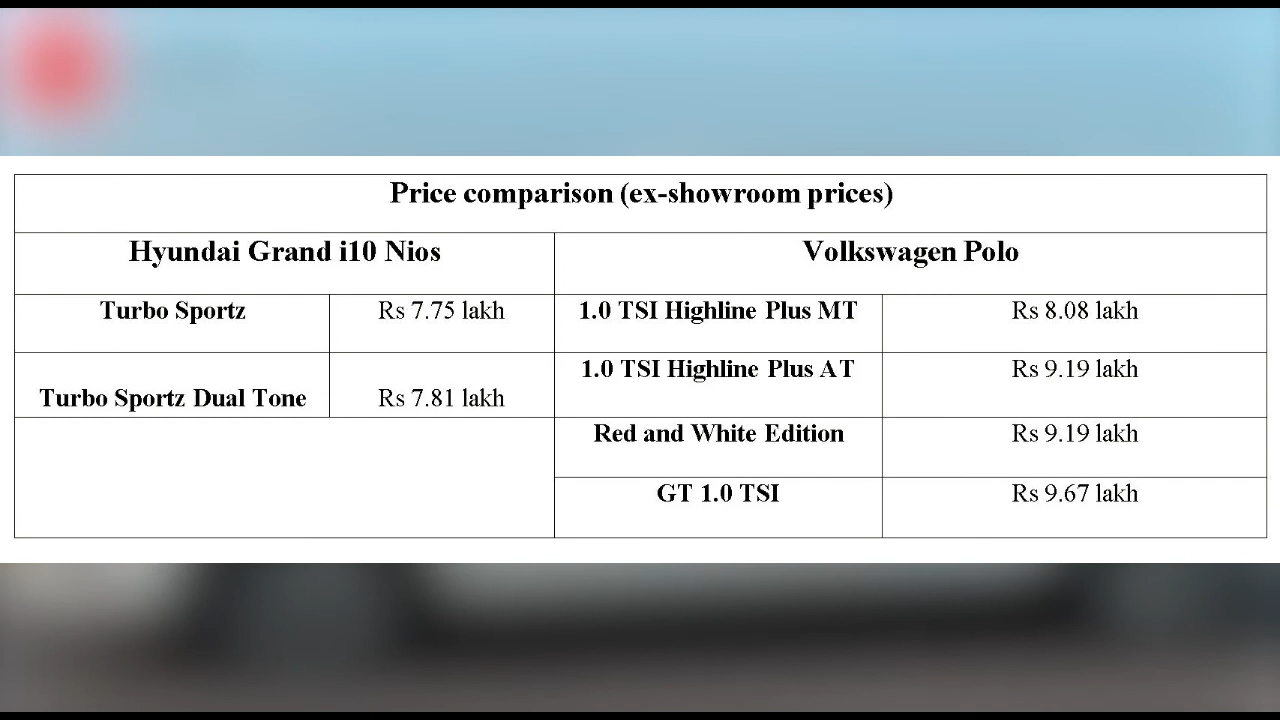 Price comparison (ex-showroom prices)
Hyundai Grand i10 Nios Volkswagen Polo
Turbo Sportz Rs 7.75 lakh 1.0 TSI Highline Plus MT Rs 8.08 lakh
1.0 TSI Highline Plus AT Rs 9.19 lakh
Turbo Sportz Dual Tone Rs 7.81 lakh
Red and White Edition Rs 9.19 lakh
GT 1.0 TSI Rs 9.67 lakh